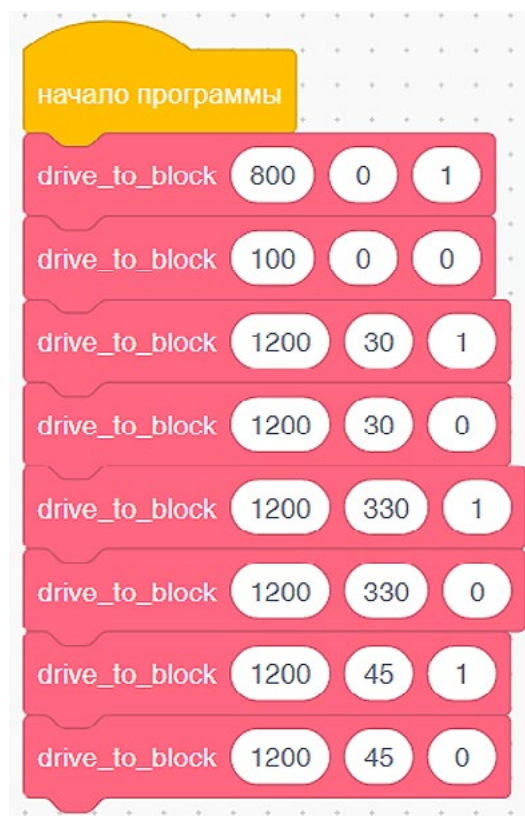 начало программы
drive_to_block 800 0 1
drive_to_block 100 0 0
drive_to_block 1200 30 1
drive_to_block 1200 30 0
drive_to_block 1200 330 1
drive_to_block 1200 330 0
drive_to_block 1200 45 1
drive_to_block 1200 45 0